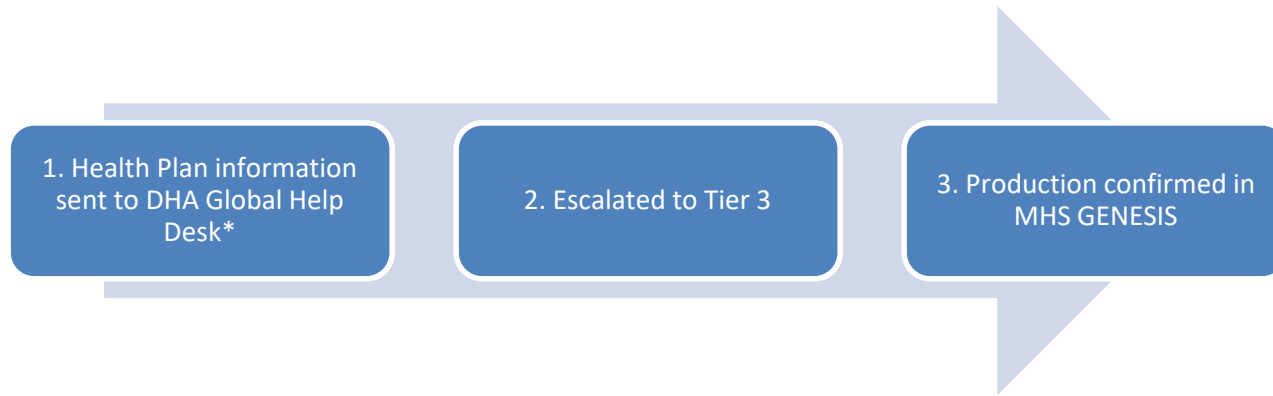 1. Health Plan information
sent to DHA Global Help
Desk*
2. Escalated to Tier 3
3. Production confirmed in
MHS GENESIS